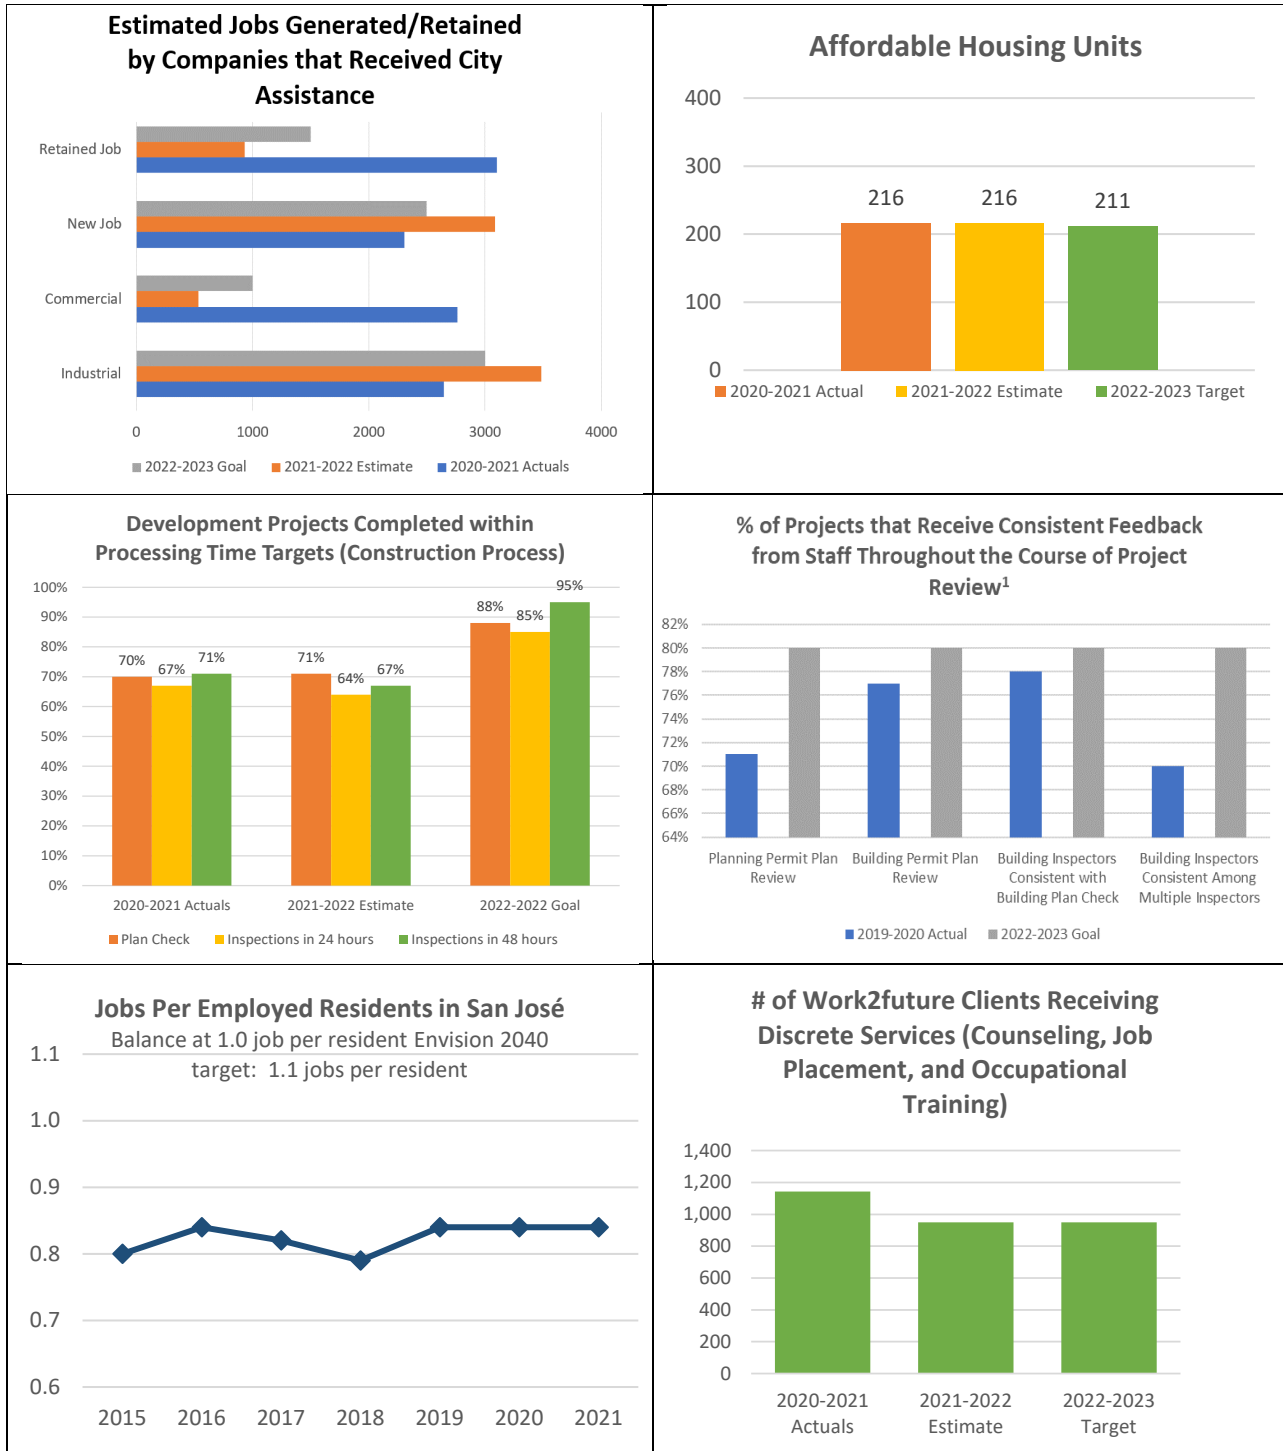 Estimated Jobs Generated/Retained
by Companies that Received City
Assistance
Retained Job
New Job
Commercial
Industrial
0 1000 2000 3000 4000
2022-2023 Goal 2021-2022 Estimate 2020-2021 Actuals
Affordable Housing Units
400
300
200
100
0
216 216 211
2020-2021 Actual 2021-2022 Estimate 2022-2023 Target
Development Projects Completed within
Processing Time Targets (Construction Process)
100%
90%
80%
70%
60%
50%
40%
30%
20%
10%
0%
70% 67% 71%
71% 64% 67%
88% 85% 95%
2020-2021 Actuals 2021-2022 Estimate 2022-2022 Goal
Plan Check Inspections in 24 hours Inspections in 48 hours
% of Projects that Receive Consistent Feedback
from Staff Throughout the Course of Project
Review¹
82%
80%
78%
76%
74%
72%
70%
68%
66%
64%
Planning Permit Plan
Review
Building Permit Plan
Review
Building Inspectors
Consistent with
Building Plan Check
Building Inspectors
Consistent Among
Multiple Inspectors
2019-2020 Actual 2022-2023 Goal
Jobs Per Employed Residents in San José
Balance at 1.0 job per resident Envision 2040
target: 1.1 jobs per resident
1.1
1.0
0.9
0.8
0.7
0.6
2015 2016 2017 2018 2019 2020 2021
# of Work2future Clients Receiving
Discrete Services (Counseling, Job
Placement, and Occupational
Training)
1,400
1,200
1,000
800
600
400
200
0
2020-2021
Actuals
2021-2022
Estimate
2022-2023
Target